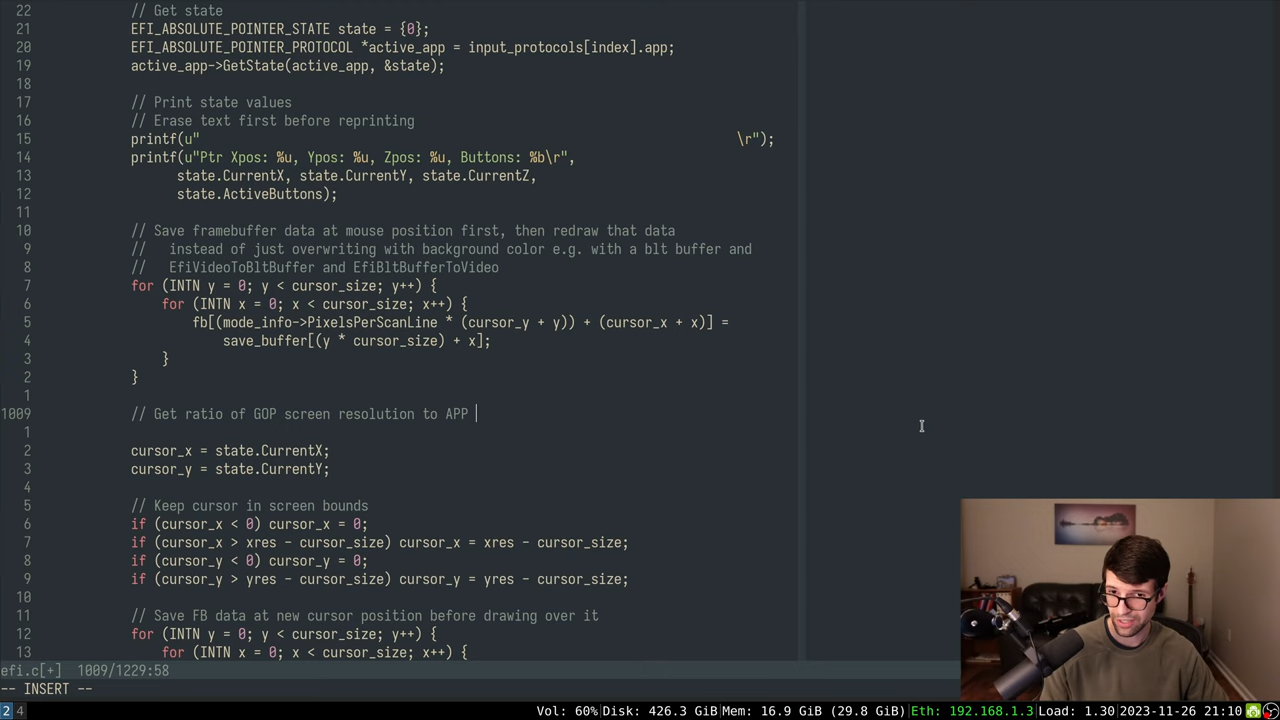 22 // Get state
21 EFI_ABSOLUTE_POINTER_STATE state = {0};
20 EFI_ABSOLUTE_POINTER_PROTOCOL *active_app = input_protocols[index].app;
19 active_app->GetState(active_app, &state);
18
17 // Print state values
16 // Erase text first before reprinting
15 printf(u" \r");
14 printf(u"Ptr Xpos: %u, Ypos: %u, Zpos: %u, Buttons: %b\r",
13 state.CurrentX, state.CurrentY, state.CurrentZ,
12 state.ActiveButtons);
11
10 // Save framebuffer data at mouse position first, then redraw that data
9 // instead of just overwriting with background color e.g. with a blt buffer and
8 // EfiVideoToBltBuffer and EfiBltBufferToVideo
7 for (INTN y = 0; y < cursor_size; y++) {
6 for (INTN x = 0; x < cursor_size; x++) {
5 fb[(mode_info->PixelsPerScanLine * (cursor_y + y)) + (cursor_x + x)] =
4 save_buffer[(y * cursor_size) + x];
3 }
2 }
1
1009 // Get ratio of GOP screen resolution to APP
1
2 cursor_x = state.CurrentX;
3 cursor_y = state.CurrentY;
4
5 // Keep cursor in screen bounds
6 if (cursor_x < 0) cursor_x = 0;
7 if (cursor_x > xres - cursor_size) cursor_x = xres - cursor_size;
8 if (cursor_y < 0) cursor_y = 0;
9 if (cursor_y > yres - cursor_size) cursor_y = yres - cursor_size;
10
11 // Save FB data at new cursor position before drawing over it
12 for (INTN y = 0; y < cursor_size; y++) {
13 for (INTN x = 0; x < cursor_size; x++) {
efi.c[+] 1009/1229:58
-- INSERT --
2 4 Vol: 60% Disk: 426.3 GiB Mem: 16.9 GiB (29.8 GiB) Eth: 192.168.1.3 Load: 1.30 2023-11-26 21:10